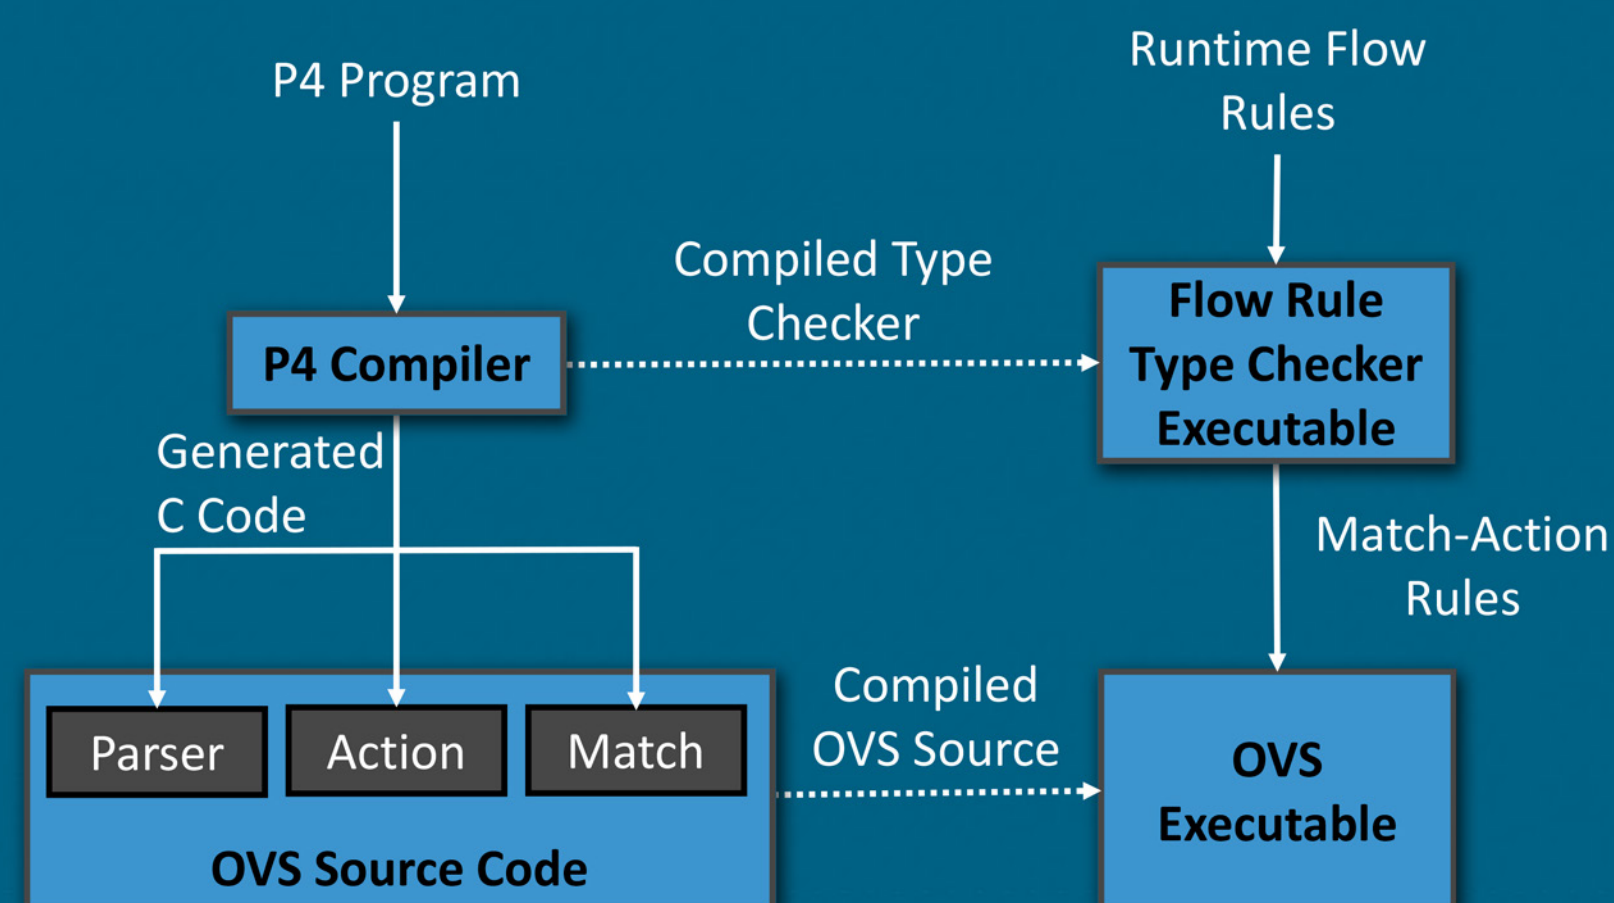 P4 Program
Runtime Flow
Rules
Compiled Type
Checker
P4 Compiler
Flow Rule
Type Checker
Executable
Generated
C Code
Match-Action
Rules
Parser
Action
Match
OVS Source Code
Compiled
OVS Source
OVS
Executable